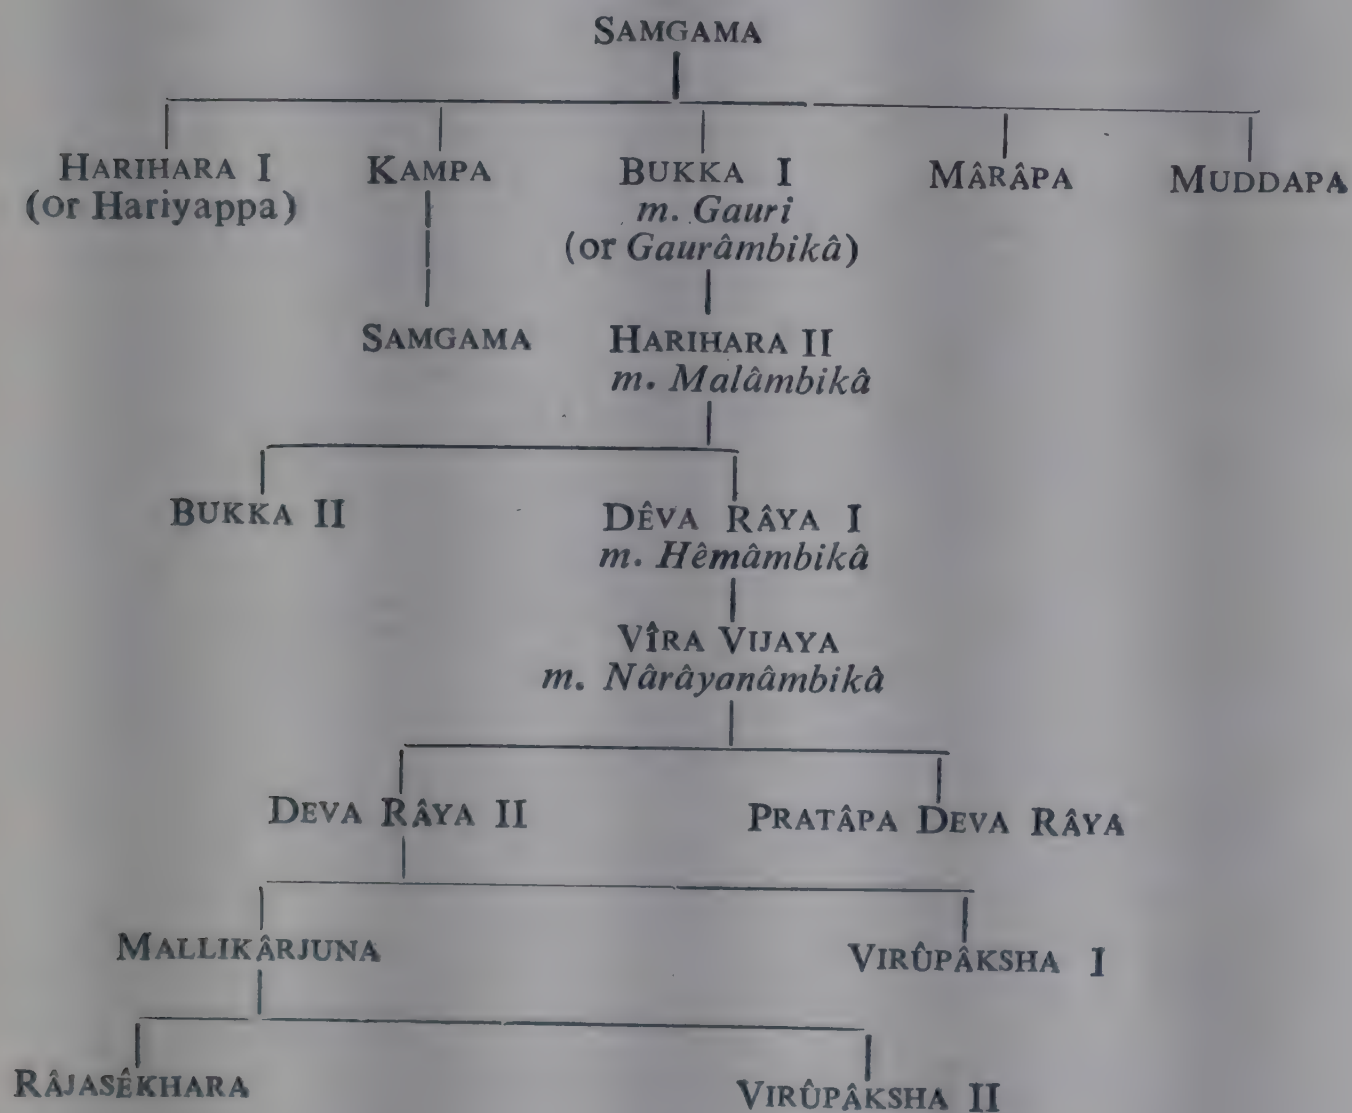 SAMGAMA
HARIHARA I KAMPA BUKKA I MÂRÂPA MUDDAPA
(or Hariyappa) m. Gauri
(or Gaurâmbikâ)
SAMGAMA HARIHARA II
m. Malâmbikâ
BUKKA II DÊVA RÂYA I
m. Hêmâmbikâ
VÎRA VIJAYA
m. Nârâyanâmbikâ
DEVA RÂYA II PRATÂPA DEVA RÂYA
MALLIKÂRJUNA VIRÛPÂKSHA I
RÂJASÊKHARA VIRÛPÂKSHA II